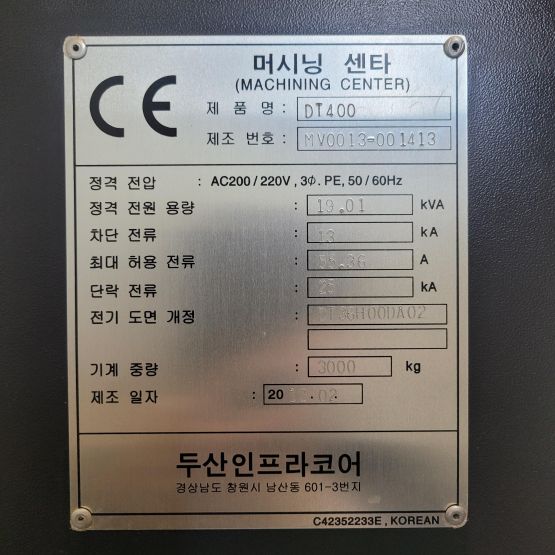 CE
머시닝 센타
(MACHINING CENTER)
제 품 명 : DT400
제조 번호 : MV0013-001413
정격 전압 : AC200/220V, 3Φ. PE, 50/60Hz
정격 전원 용량 : 19.01 kVA
차단 전류 : 13 kA
최대 허용 전류 : 55.36 A
단락 전류 : 25 kA
전기 도면 개정 :
기계 중량 : 3000 kg
제조 일자 : 20
두산인프라코어
경상남도 창원시 남산동 601-3번지
C42352233E, KOREAN